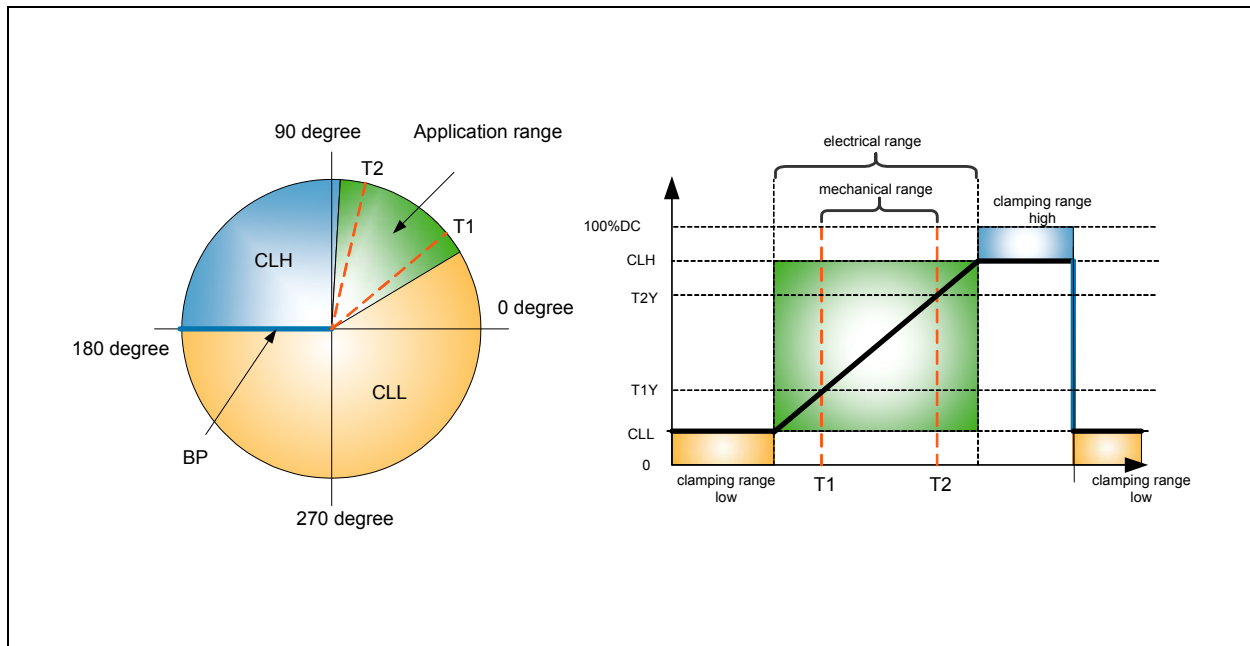 90 degree
Application range
T2
T1
CLH
0 degree
180 degree
CLL
BP
270 degree
electrical range
mechanical range
clamping range
high
100%DC
CLH
T2Y
T1Y
CLL
0
clamping range
low
T1
T2
clamping range
low